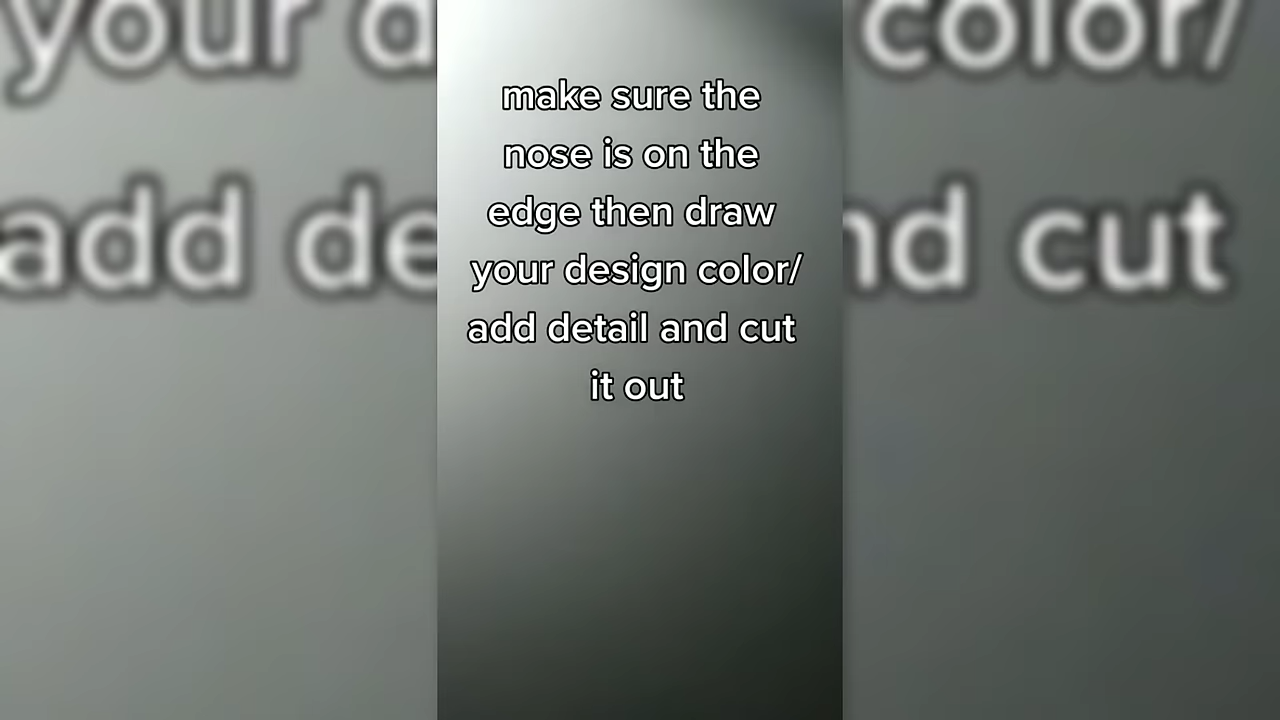 make sure the
nose is on the
edge then draw
your design color/
add detail and cut
it out